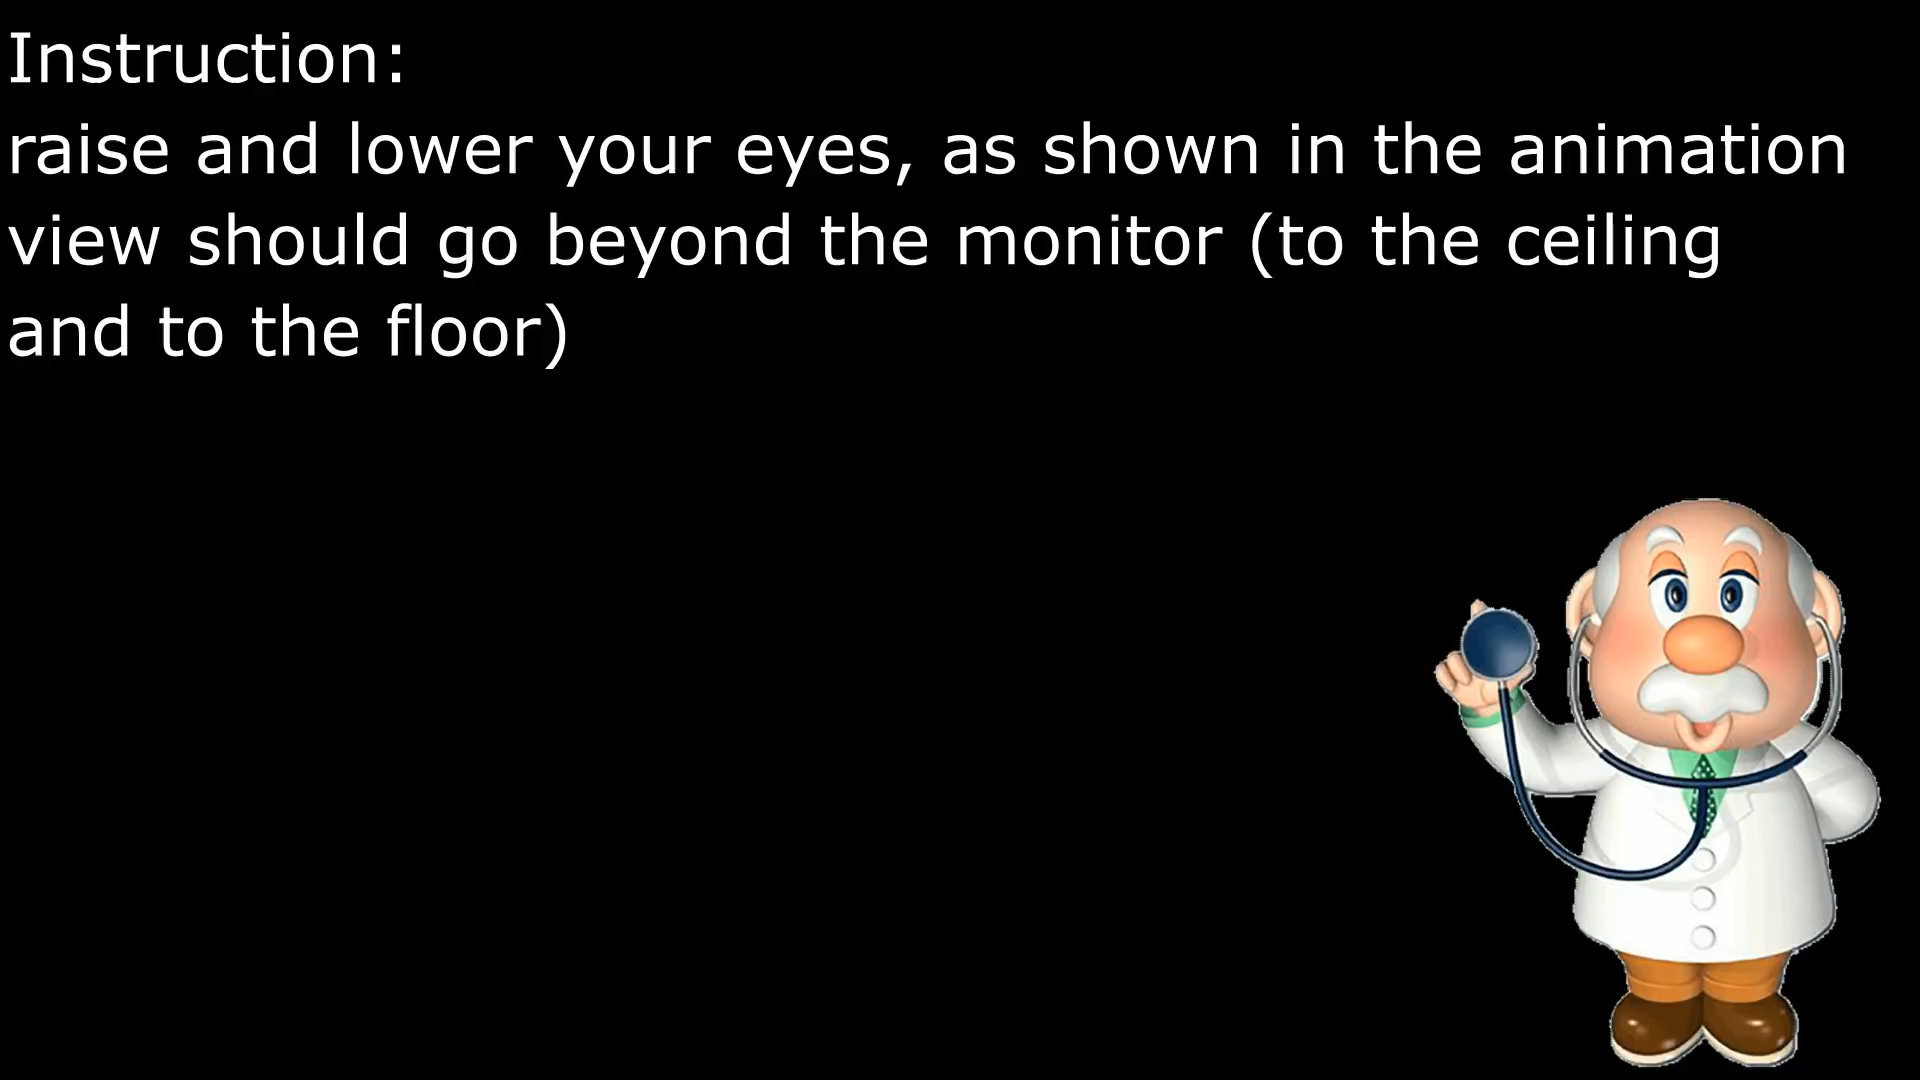 Instruction:
raise and lower your eyes, as shown in the animation
view should go beyond the monitor (to the ceiling
and to the floor)